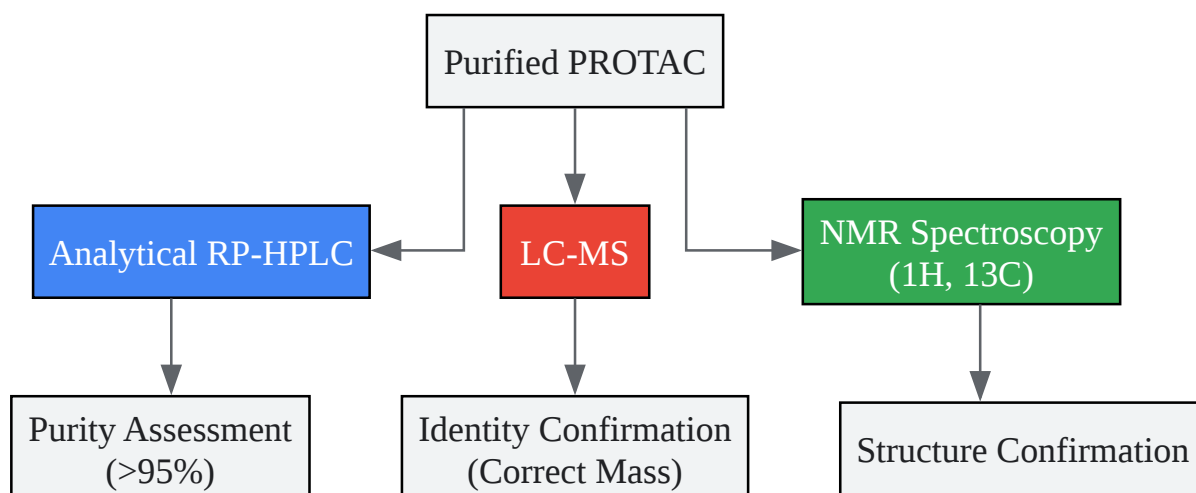 Purified PROTAC
Analytical RP-HPLC
LC-MS
NMR Spectroscopy
(1H, 13C)
Purity Assessment
(>95%)
Identity Confirmation
(Correct Mass)
Structure Confirmation